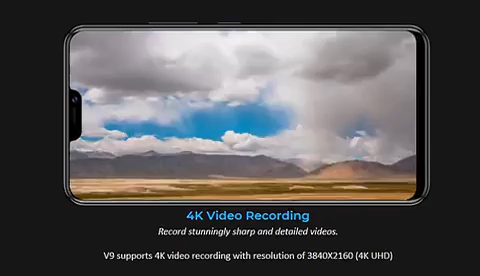 4K Video Recording
Record stunningly sharp and detailed videos.
V9 supports 4K video recording with resolution of 3840X2160 (4K UHD)